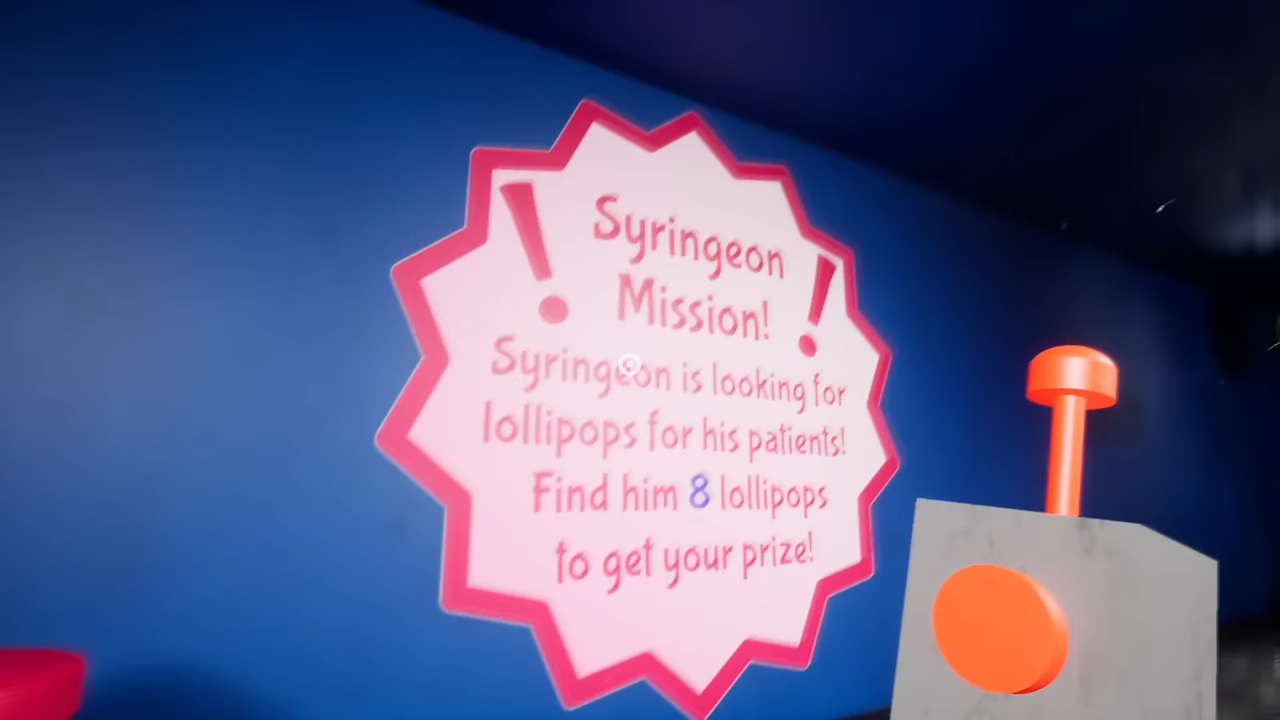 Syringeon
Mission!
Syringeon is looking for
lollipops for his patients!
Find him 8 lollipops
to get your prize!